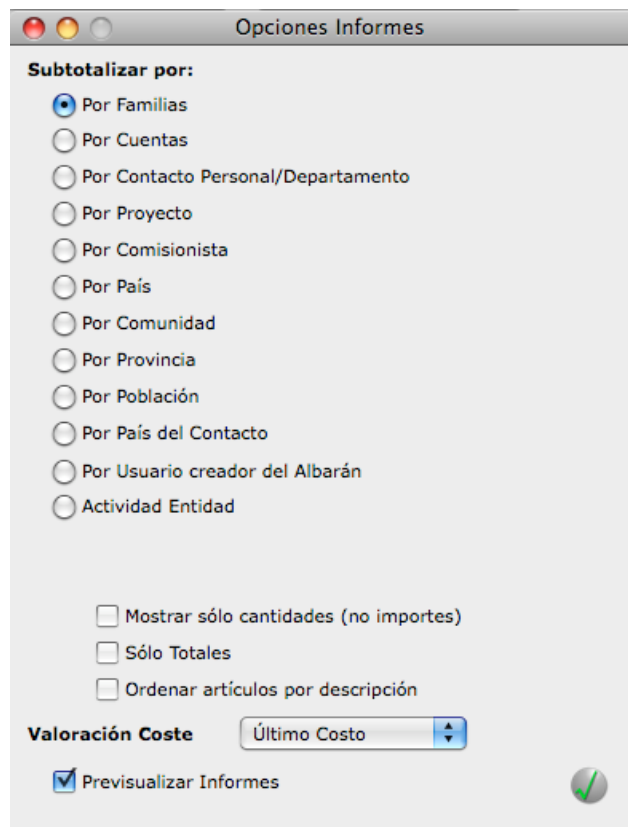 Opciones Informes
Subtotalizar por:
Por Familias
Por Cuentas
Por Contacto Personal/Departamento
Por Proyecto
Por Comisionista
Por País
Por Comunidad
Por Provincia
Por Población
Por País del Contacto
Por Usuario creador del Albarán
Actividad Entidad
Mostrar sólo cantidades (no importes)
Sólo Totales
Ordenar artículos por descripción
Valoración Coste Último Costo
Previsualizar Informes